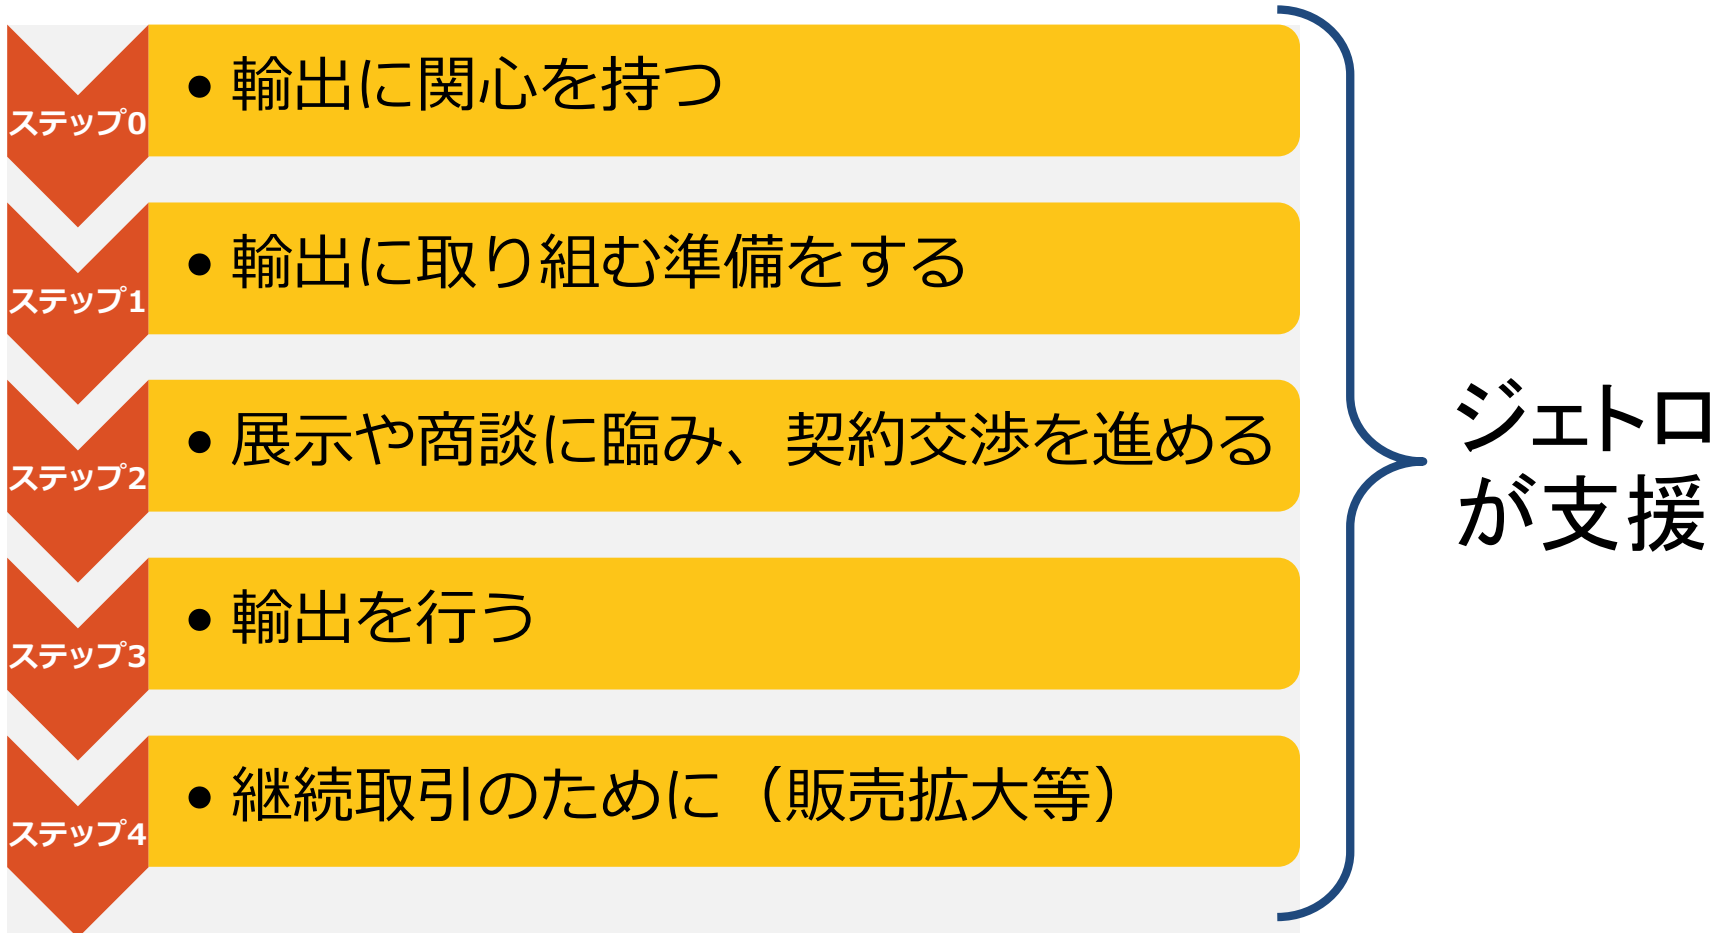 ステップ0
• 輸出に関心を持つ
ステップ1
• 輸出に取り組む準備をする
ステップ2
• 展示や商談に臨み、契約交渉を進める
ステップ3
• 輸出を行う
ステップ4
• 継続取引のために（販売拡大等）
ジェトロ
が支援